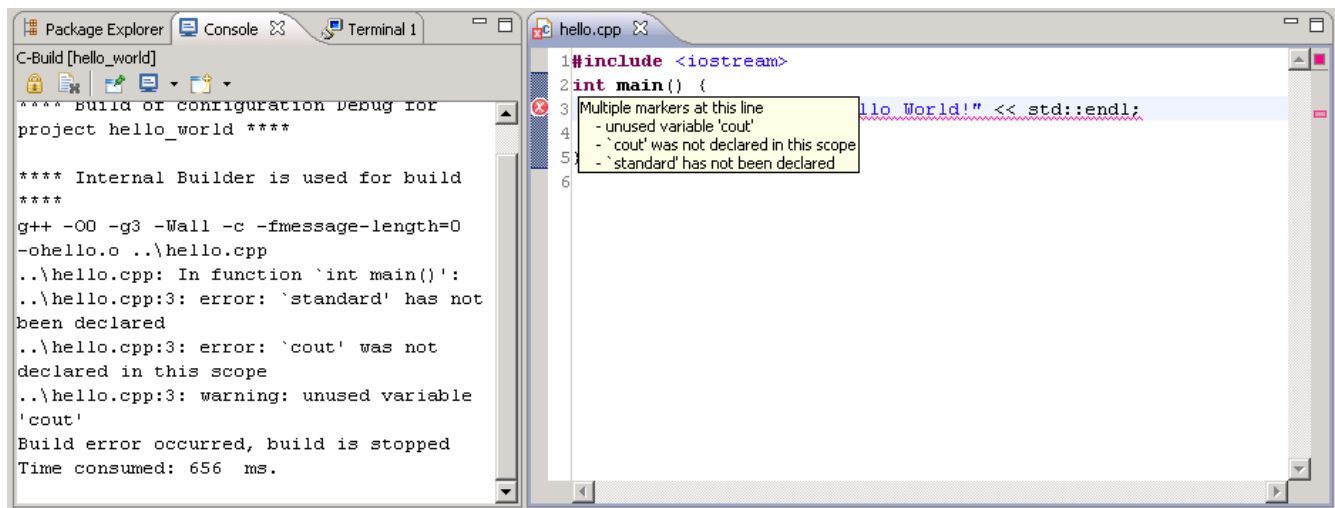 Package Explorer Console Terminal 1
C-Build [hello_world]
**** Build of configuration Debug for
project hello_world ****
**** Internal Builder is used for build
****
g++ -O0 -g3 -Wall -c -fmessage-length=0
-ohello.o ..\hello.cpp
..\hello.cpp: In function `int main()':
..\hello.cpp:3: error: `standard' has not
been declared
..\hello.cpp:3: error: `cout' was not
declared in this scope
..\hello.cpp:3: warning: unused variable
'cout'
Build error occurred, build is stopped
Time consumed: 656  ms.
hello.cpp
1 #include <iostream>
2 int main() {
3 llo World!" << std::endl;
4
5 }
6
Multiple markers at this line
- unused variable 'cout'
- `cout' was not declared in this scope
- `standard' has not been declared